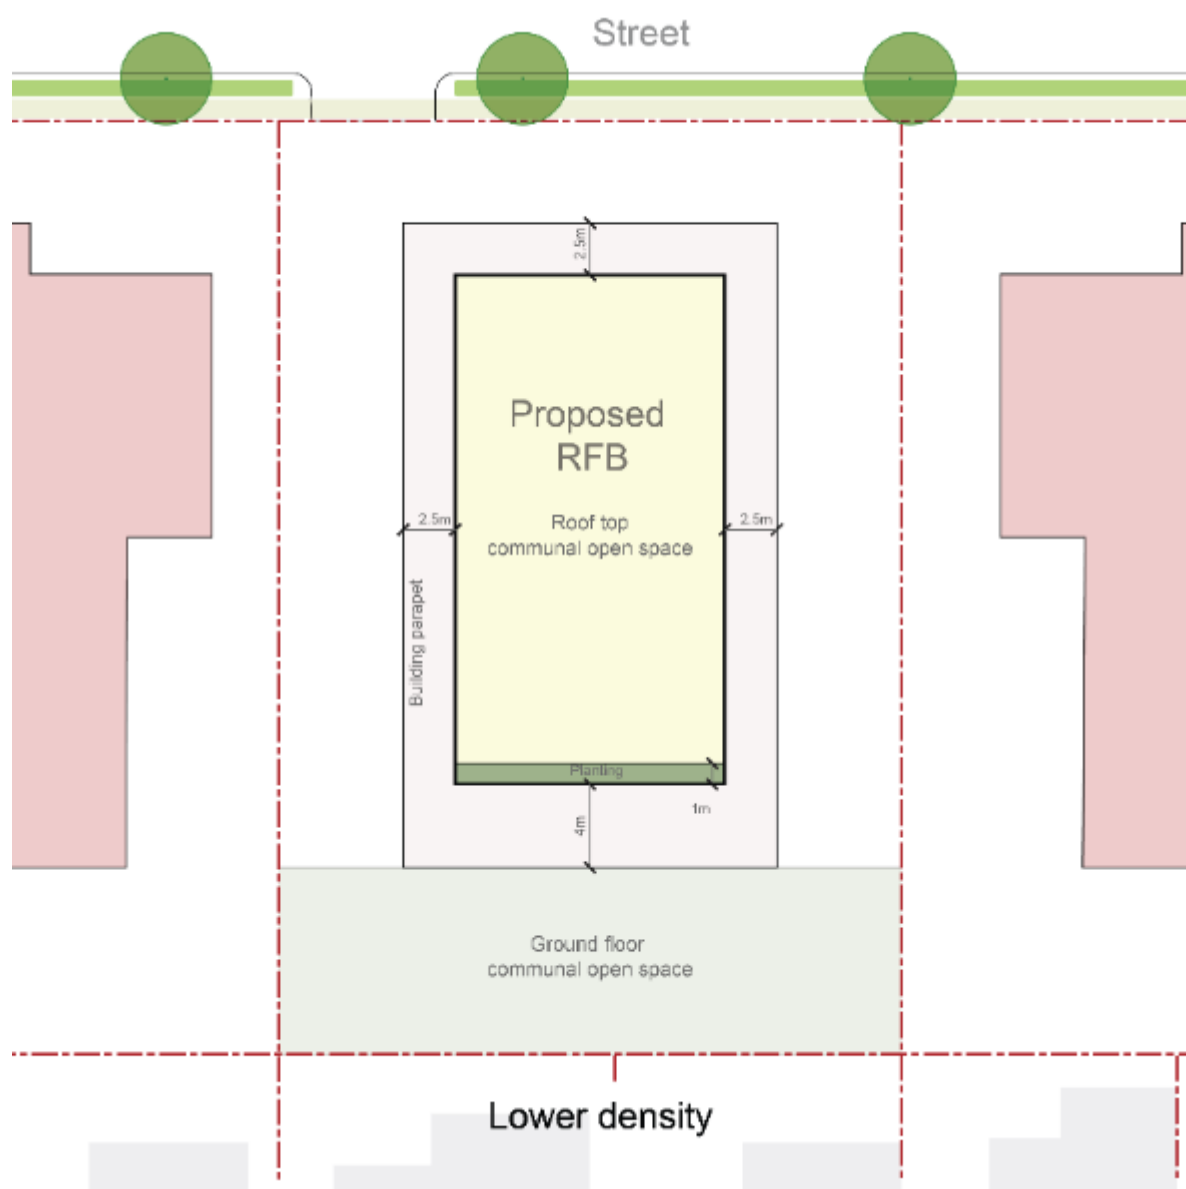 Street
2.5m
Proposed
RFB
2.5m
Roof top
communal open space
2.5m
Building parapet
Planting
1m
4m
Ground floor
communal open space
Lower density